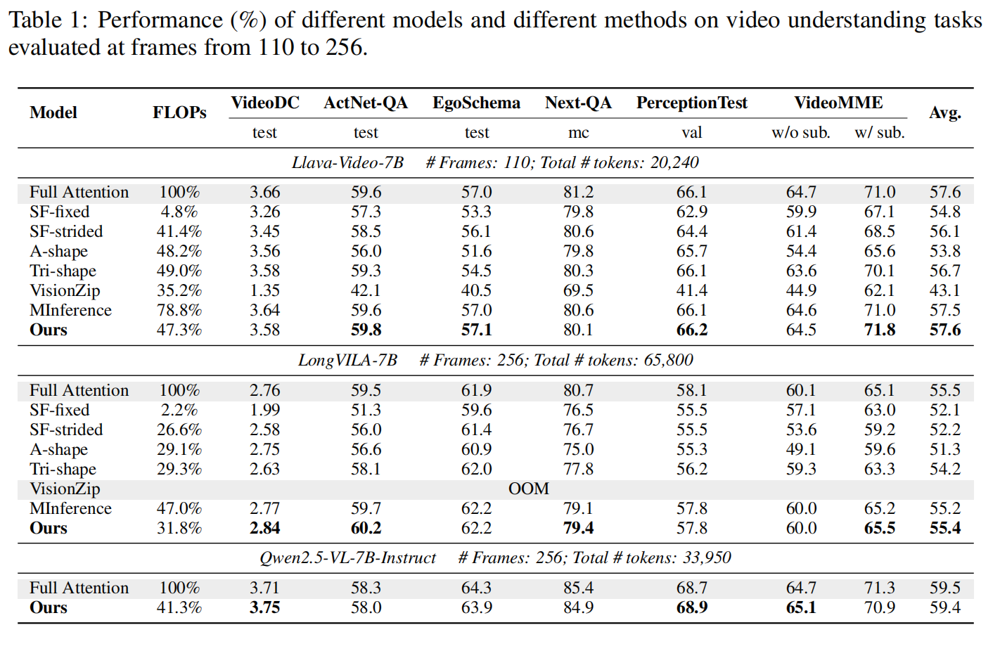 Table 1: Performance (%) of different models and different methods on video understanding tasks
evaluated at frames from 110 to 256.
Model FLOPs VideoDC ActNet-QA EgoSchema Next-QA PerceptionTest VideoMME Avg.
test test test mc val w/o sub. w/ sub.
Llava-Video-7B # Frames: 110; Total # tokens: 20,240
Full Attention 100% 3.66 59.6 57.0 81.2 66.1 64.7 71.0 57.6
SF-fixed 4.8% 3.26 57.3 53.3 79.8 62.9 59.9 67.1 54.8
SF-strided 41.4% 3.45 58.5 56.1 80.6 64.4 61.4 68.5 56.1
A-shape 48.2% 3.56 56.0 51.6 79.8 65.7 54.4 65.6 53.8
Tri-shape 49.0% 3.58 59.3 54.5 80.3 66.1 63.6 70.1 56.7
VisionZip 35.2% 1.35 42.1 40.5 69.5 41.4 44.9 62.1 43.1
MInference 78.8% 3.64 59.6 57.0 80.6 66.1 64.6 71.0 57.5
Ours 47.3% 3.58 59.8 57.1 80.1 66.2 64.5 71.8 57.6
LongVILA-7B # Frames: 256; Total # tokens: 65,800
Full Attention 100% 2.76 59.5 61.9 80.7 58.1 60.1 65.1 55.5
SF-fixed 2.2% 1.99 51.3 59.6 76.5 55.5 57.1 63.0 52.1
SF-strided 26.6% 2.58 56.0 61.4 76.7 55.5 53.6 59.2 52.2
A-shape 29.1% 2.75 56.6 60.9 75.0 55.3 49.1 59.6 51.3
Tri-shape 29.3% 2.63 58.1 62.0 77.8 56.2 59.3 63.3 54.2
VisionZip OOM
MInference 47.0% 2.77 59.7 62.2 79.1 57.8 60.0 65.2 55.2
Ours 31.8% 2.84 60.2 62.2 79.4 57.8 60.0 65.5 55.4
Qwen2.5-VL-7B-Instruct # Frames: 256; Total # tokens: 33,950
Full Attention 100% 3.71 58.3 64.3 85.4 68.7 64.7 71.3 59.5
Ours 41.3% 3.75 58.0 63.9 84.9 68.9 65.1 70.9 59.4